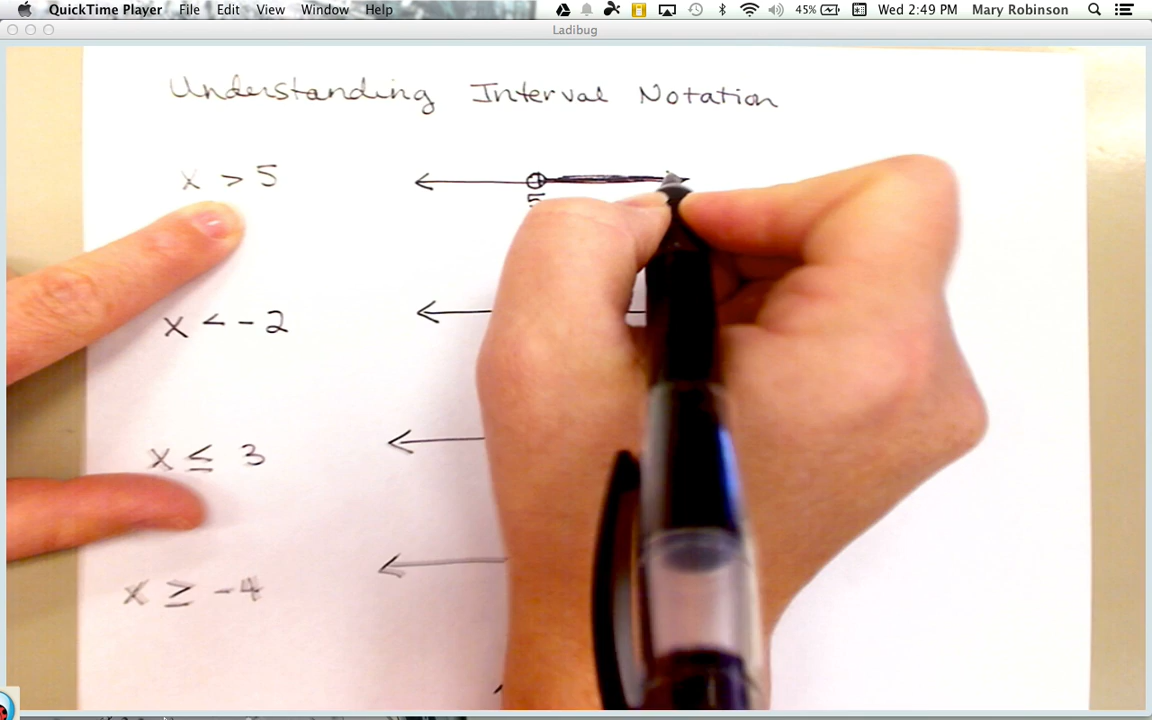 QuickTime Player File Edit View Window Help 45% Wed 2:49 PM Mary Robinson
Ladibug
Understanding Interval Notation
x > 5
5
x < -2
x ≤ 3
x ≥ -4